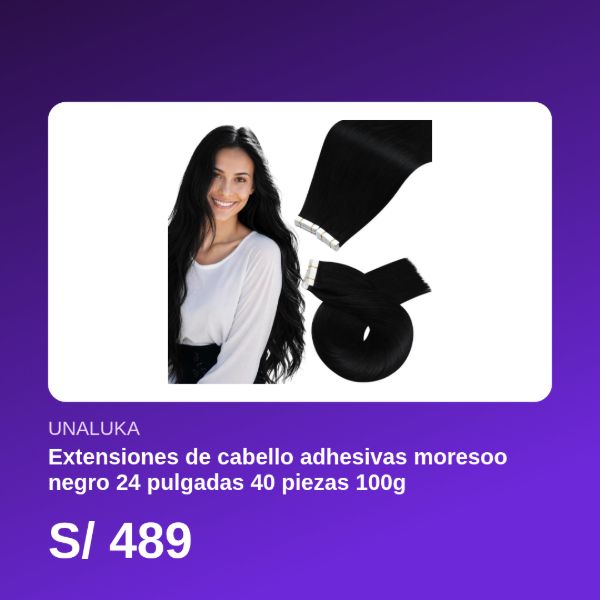 UNALUKA
Extensiones de cabello adhesivas moresoo
negro 24 pulgadas 40 piezas 100g
S/ 489